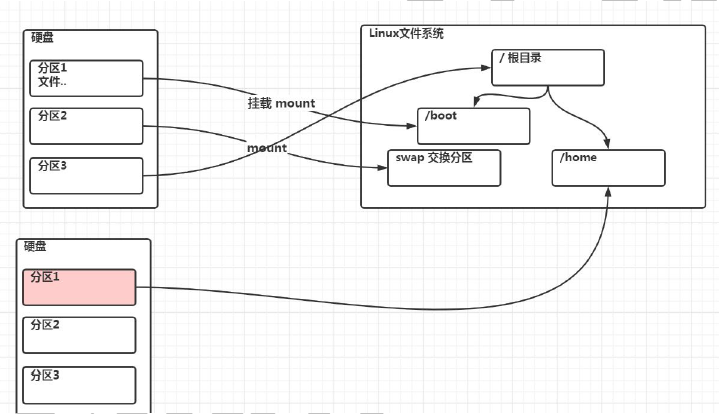 硬盘
分区1
文件..
分区2
分区3
挂载 mount
mount
Linux文件系统
/ 根目录
/boot
swap 交换分区
/home
硬盘
分区1
分区2
分区3